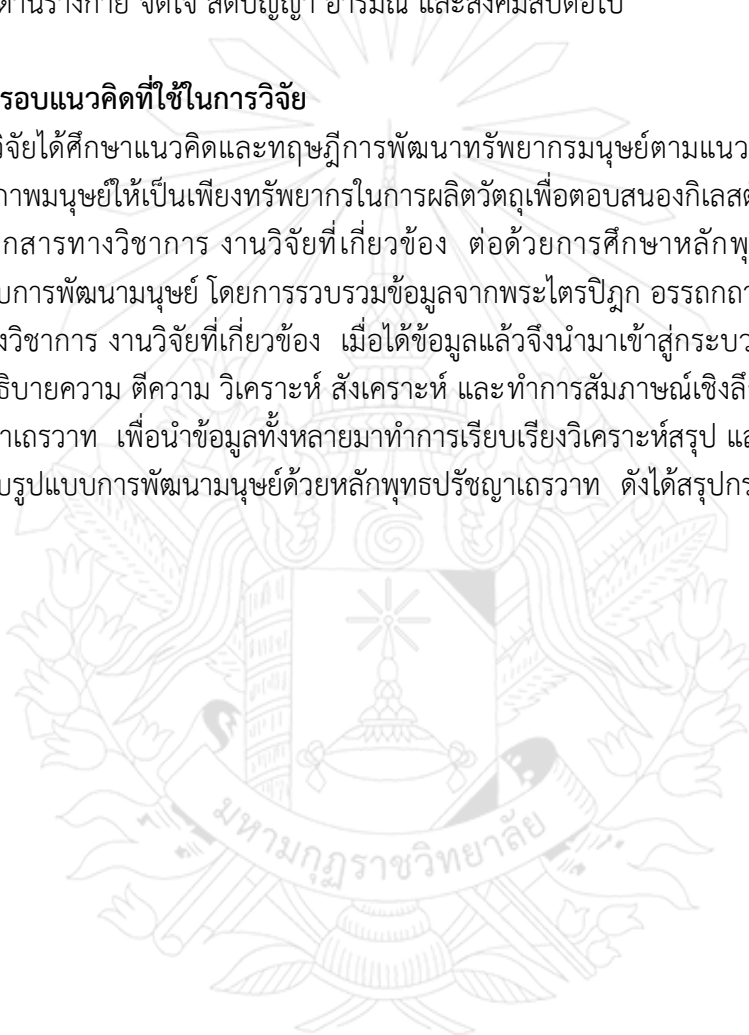 ด้านร่างกาย จิตใจ สติปัญญา อารมณ์ และสังคมสืบต่อไป
รอบแนวคิดที่ใช้ในการวิจัย
วิจัยได้ศึกษาแนวคิดและทฤษฎีการพัฒนาทรัพยากรมนุษย์ตามแนว
ภาพมนุษย์ให้เป็นเพียงทรัพยากรในการผลิตวัตถุเพื่อตอบสนองกิเลส
กสารทางวิชาการ งานวิจัยที่เกี่ยวข้อง ต่อด้วยการศึกษาหลักพุ
บการพัฒนามนุษย์ โดยการรวบรวมข้อมูลจากพระไตรปิฎก อรรถกถา
งวิชาการ งานวิจัยที่เกี่ยวข้อง เมื่อได้ข้อมูลแล้วจึงนำมาเข้าสู่กระบว
ธิบายความ ตีความ วิเคราะห์ สังเคราะห์ และทำการสัมภาษณ์เชิงลึ
าเถรวาท เพื่อนำข้อมูลทั้งหลายมาทำการเรียบเรียงวิเคราะห์สรุป แล
บรูปแบบการพัฒนามนุษย์ด้วยหลักพุทธปรัชญาเถรวาท ดังได้สรุปกร
มหามกุฏราชวิทยาลัย